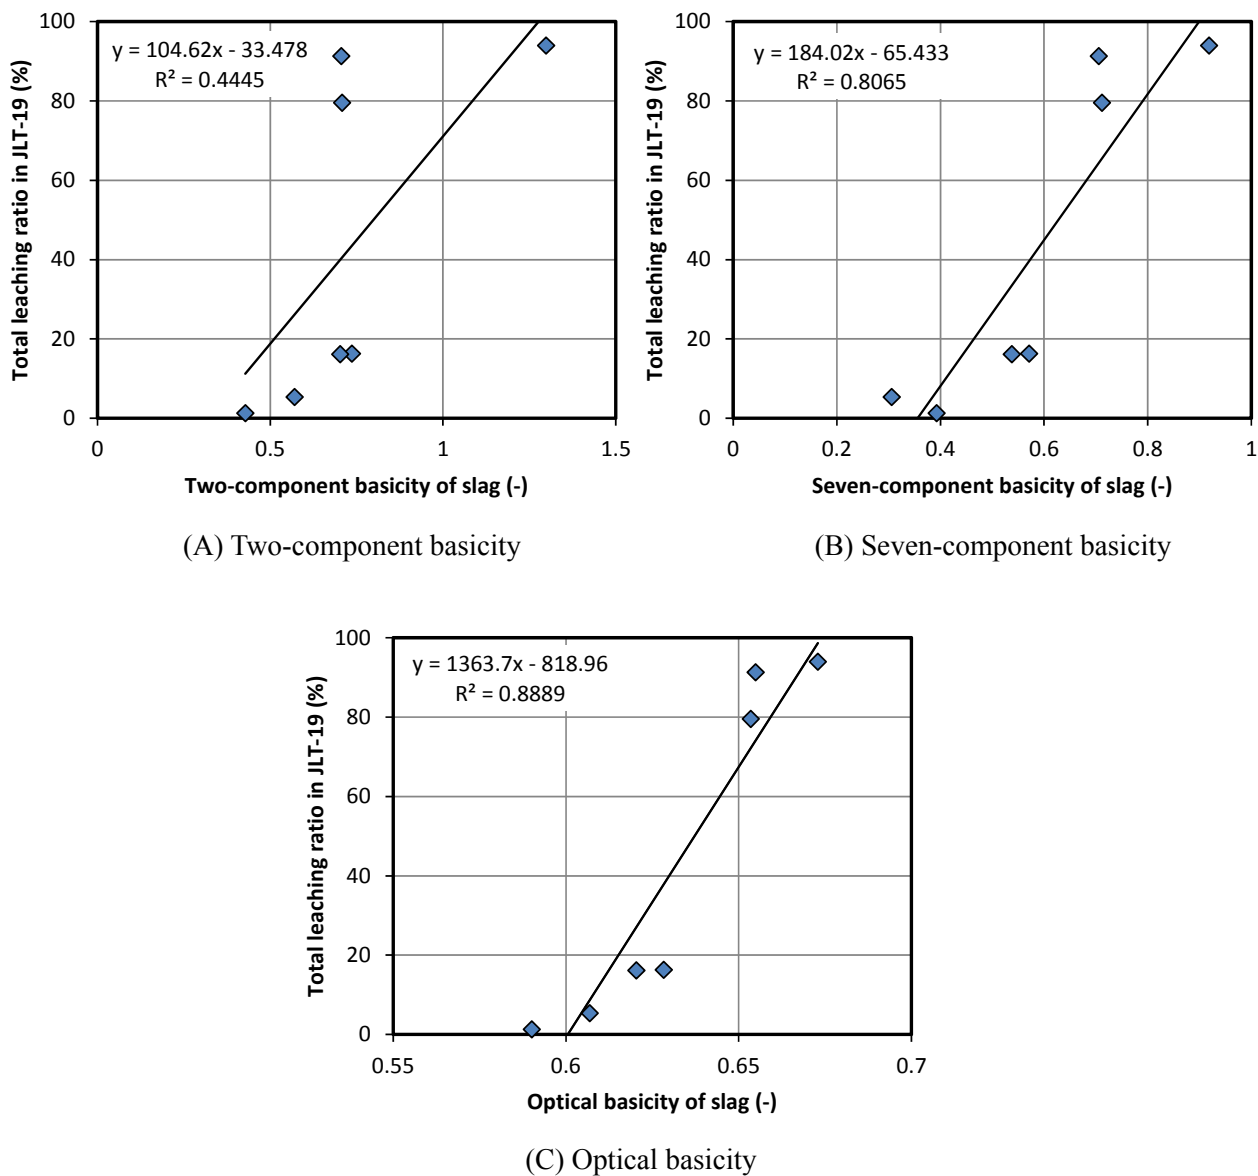 y = 104.62x - 33.478
R² = 0.4445
Total leaching ratio in JLT-19 (%)
100
80
60
40
20
0
0
0.5
1
1.5
Two-component basicity of slag (-)
(A) Two-component basicity
y = 184.02x - 65.433
R² = 0.8065
Total leaching ratio in JLT-19 (%)
100
80
60
40
20
0
0
0.2
0.4
0.6
0.8
1
Seven-component basicity of slag (-)
(B) Seven-component basicity
y = 1363.7x - 818.96
R² = 0.8889
Total leaching ratio in JLT-19 (%)
100
80
60
40
20
0
0.55
0.6
0.65
0.7
Optical basicity of slag (-)
(C) Optical basicity